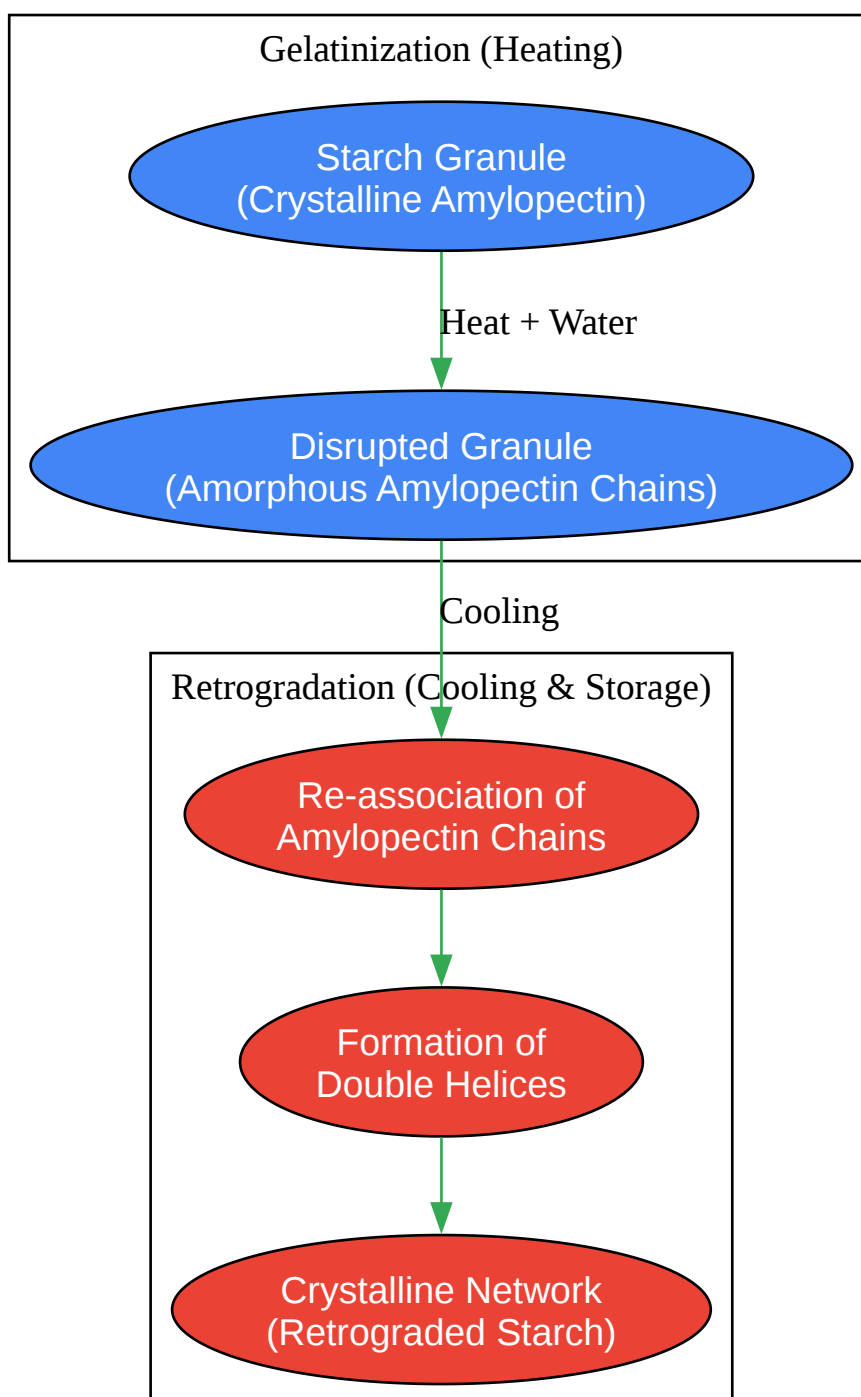 Gelatinization (Heating)
Starch Granule
(Crystalline Amylopectin)
Heat + Water
Disrupted Granule
(Amorphous Amylopectin Chains)
Cooling
Retrogradation (Cooling & Storage)
Re-association of
Amylopectin Chains
Formation of
Double Helices
Crystalline Network
(Retrograded Starch)